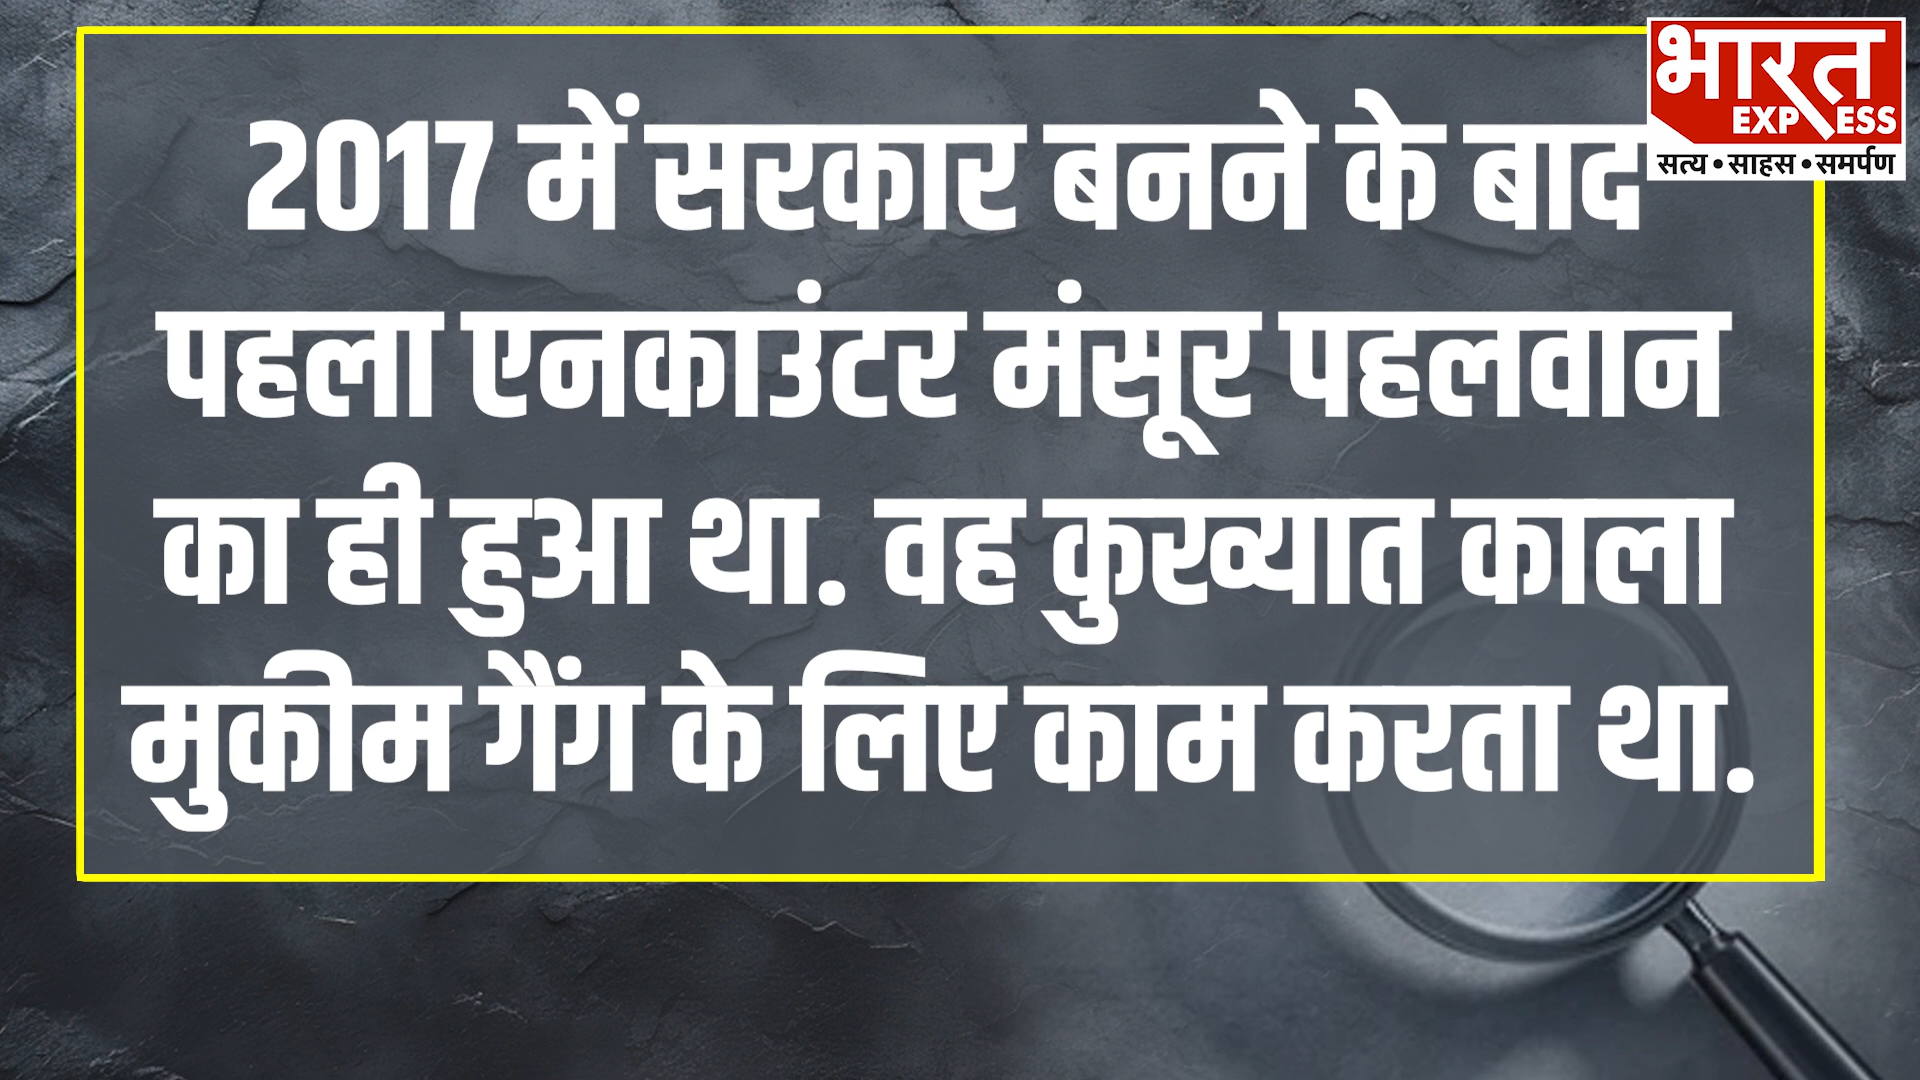 भारत
EXPRESS
सत्य • साहस • समर्पण
2017 में सरकार बनने के बाद
पहला एनकाउंटर मंसूर पहलवान
का ही हुआ था. वह कुख्यात काला
मुकीम गैंग के लिए काम करता था.